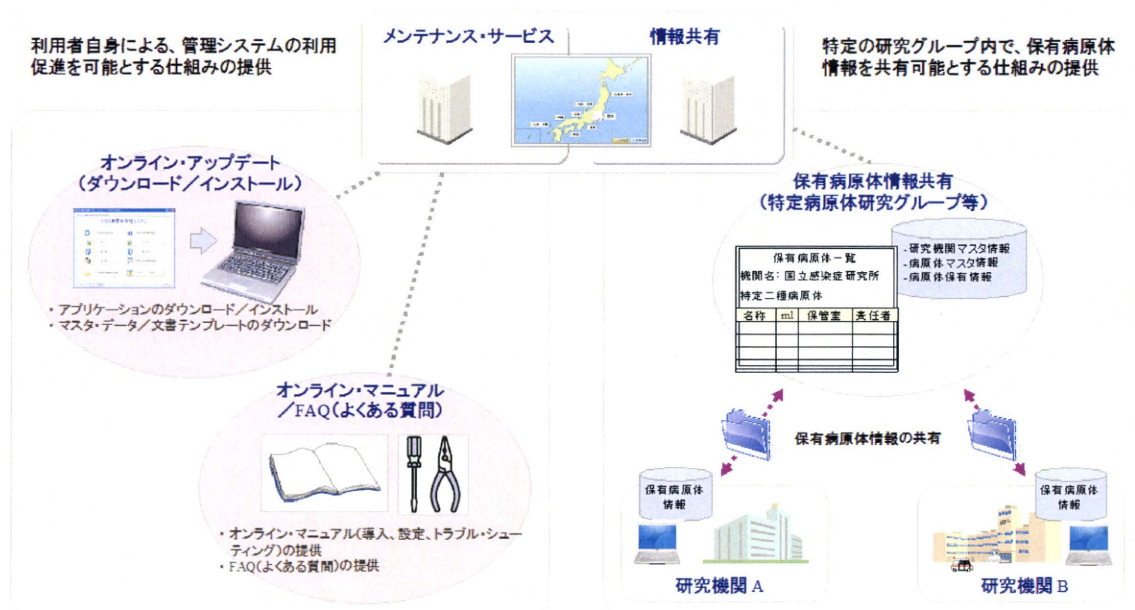 利用者自身による、管理システムの利用
促進を可能とする仕組みの提供
メンテナンス・サービス
情報共有
特定の研究グループ内で、保有病原体
情報を共有可能とする仕組みの提供
オンライン・アップデート
(ダウンロード/インストール)
・アプリケーションのダウンロード/インストール
・マスタ・データ/文書テンプレートのダウンロード
オンライン・マニュアル
/FAQ(よくある質問)
・オンライン・マニュアル(導入、設定、トラブル・シュー
ティング)の提供
・FAQ(よくある質問)の提供
保有病原体情報共有
(特定病原体研究グループ等)
-研究機関マスタ情報
-病原体マスタ情報
-病原体保有情報
保有病原体一覧
機関名:国立感染症研究所
特定二種病原体
名称 ml 保管室 責任者
保有病原体情報の共有
保有病原体
情報
研究機関 A
保有病原体
情報
研究機関 B